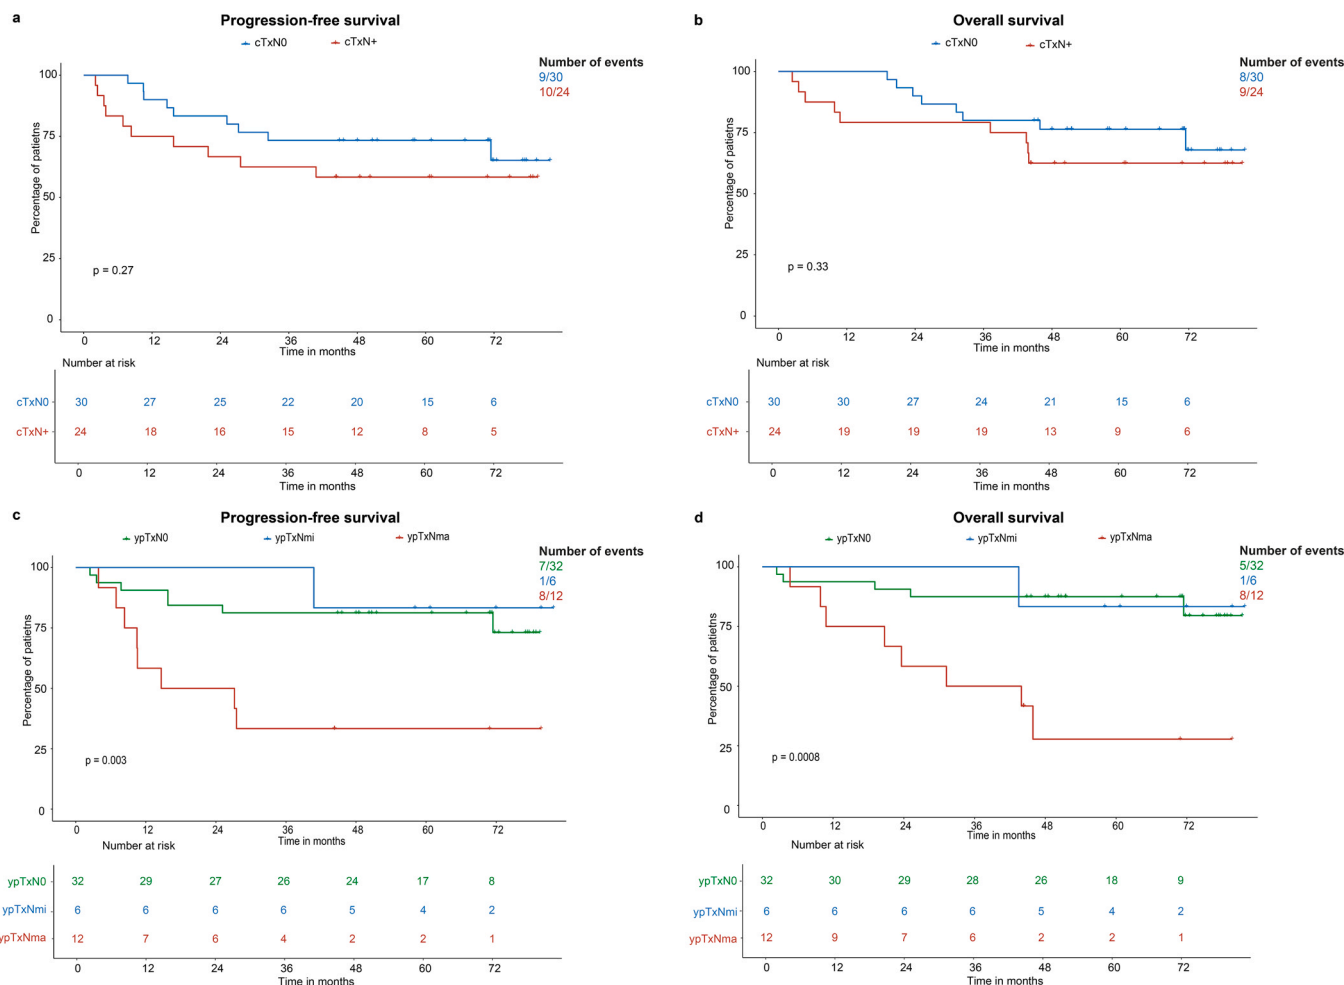 a
Progression-free survival
cTxN0 cTxN+
Number of events
9/30
10/24
100
75
50
25
0
Percentage of patietns
p = 0.27
0 12 24 36 48 60 72
Time in months
Number at risk
cTxN0 30 27 25 22 20 15 6
cTxN+ 24 18 16 15 12 8 5
0 12 24 36 48 60 72
Time in months
b
Overall survival
cTxN0 cTxN+
Number of events
8/30
9/24
100
75
50
25
0
Percentage of patietns
p = 0.33
0 12 24 36 48 60 72
Time in months
Number at risk
cTxN0 30 30 27 24 21 15 6
cTxN+ 24 19 19 19 13 9 6
0 12 24 36 48 60 72
Time in months
c
Progression-free survival
ypTxN0 ypTxNmi ypTxNma
Number of events
7/32
1/6
8/12
100
75
50
25
0
Percentage of patietns
p = 0.003
0 12 24 36 48 60 72
Time in months
Number at risk
ypTxN0 32 29 27 26 24 17 8
ypTxNmi 6 6 6 6 5 4 2
ypTxNma 12 7 6 4 2 2 1
0 12 24 36 48 60 72
Time in months
d
Overall survival
ypTxN0 ypTxNmi ypTxNma
Number of events
5/32
1/6
8/12
100
75
50
25
0
Percentage of patietns
p = 0.0008
0 12 24 36 48 60 72
Time in months
Number at risk
ypTxN0 32 30 29 28 26 18 9
ypTxNmi 6 6 6 6 5 4 2
ypTxNma 12 9 7 6 2 2 1
0 12 24 36 48 60 72
Time in months